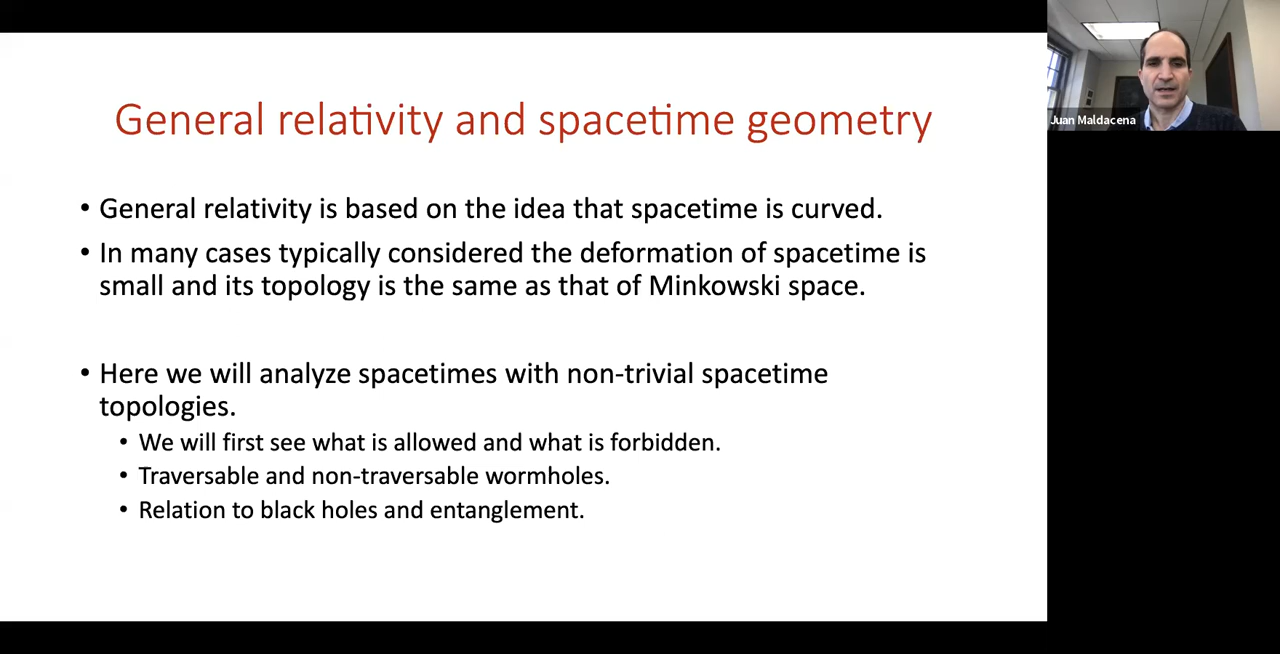 General relativity and spacetime geometry
Juan Maldacena
• General relativity is based on the idea that spacetime is curved.
• In many cases typically considered the deformation of spacetime is
small and its topology is the same as that of Minkowski space.
• Here we will analyze spacetimes with non-trivial spacetime
topologies.
• We will first see what is allowed and what is forbidden.
• Traversable and non-traversable wormholes.
• Relation to black holes and entanglement.